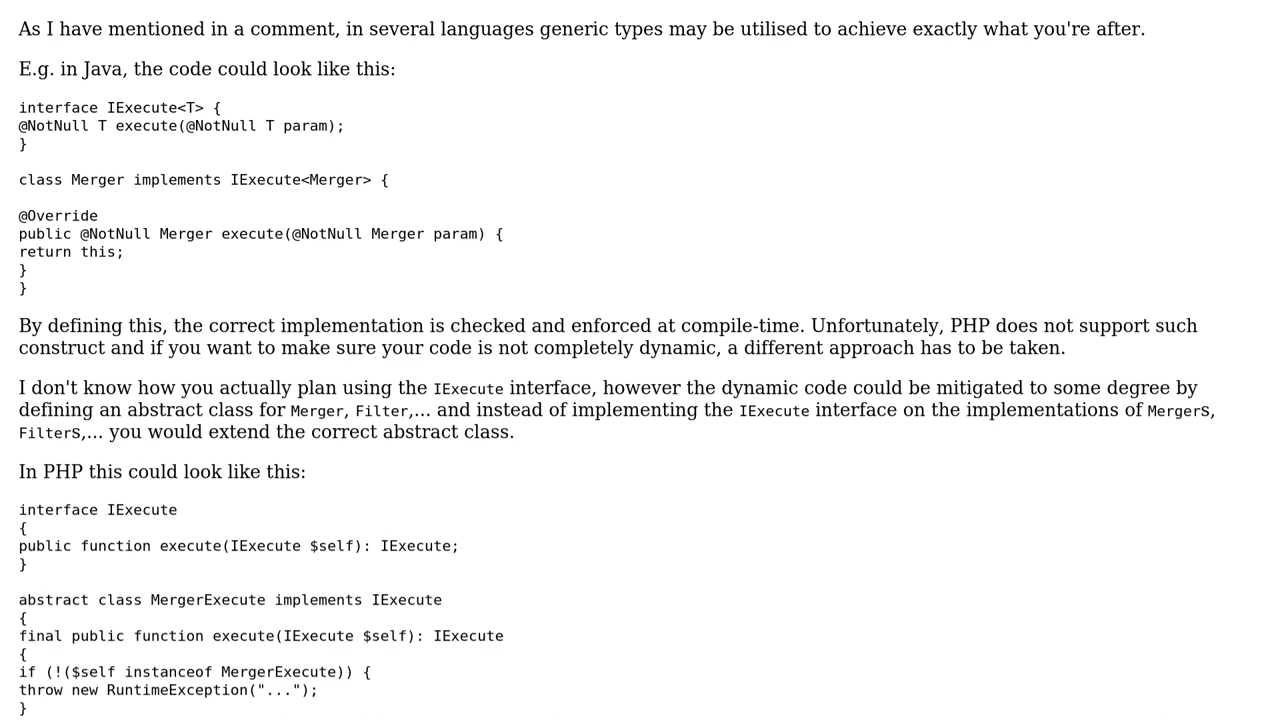 As I have mentioned in a comment, in several languages generic types may be utilised to achieve exactly what you're after.
E.g. in Java, the code could look like this:
interface IExecute<T> {
@NotNull T execute(@NotNull T param);
}
class Merger implements IExecute<Merger> {
@Override
public @NotNull Merger execute(@NotNull Merger param) {
return this;
}
}
By defining this, the correct implementation is checked and enforced at compile-time. Unfortunately, PHP does not support such
construct and if you want to make sure your code is not completely dynamic, a different approach has to be taken.
I don't know how you actually plan using the IExecute interface, however the dynamic code could be mitigated to some degree by
defining an abstract class for Merger, Filter,... and instead of implementing the IExecute interface on the implementations of Mergers,
Filters,... you would extend the correct abstract class.
In PHP this could look like this:
interface IExecute
{
public function execute(IExecute $self): IExecute;
}
abstract class MergerExecute implements IExecute
{
final public function execute(IExecute $self): IExecute
{
if (!($self instanceof MergerExecute)) {
throw new RuntimeException("...");
}